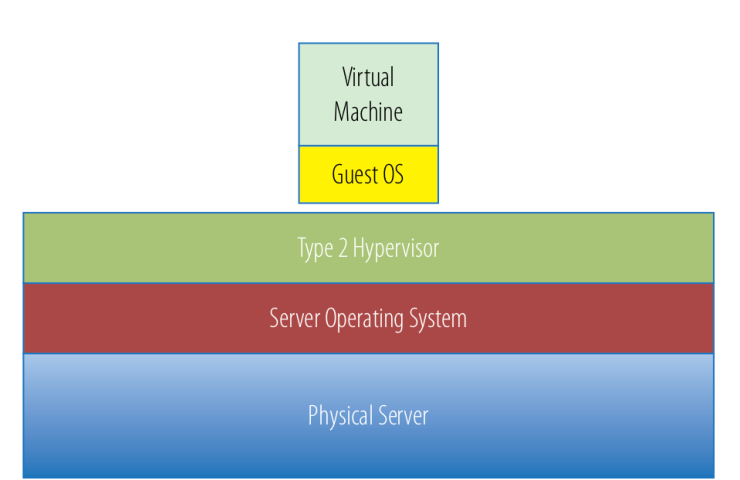 Virtual
Machine
Guest OS
Type 2 Hypervisor
Server Operating System
Physical Server